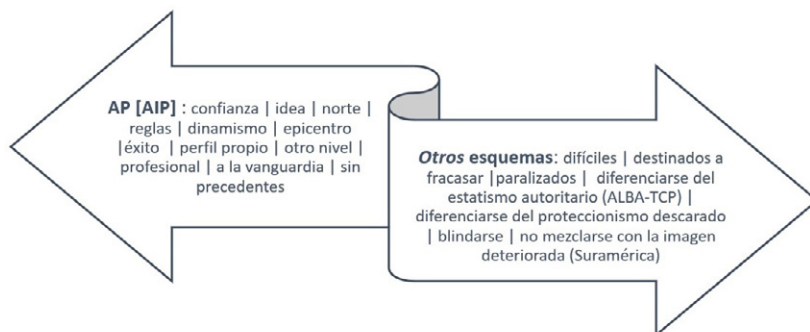 AP [AIP] : confianza | idea | norte |
reglas | dinamismo | epicentro
|éxito | perfil propio | otro nivel |
profesional | a la vanguardia | sin
precedentes
Otros esquemas: difíciles | destinados a
fracasar |paralizados | diferenciarse del
estatismo autoritario (ALBA-TCP) |
diferenciarse del proteccionismo descarado
| blindarse | no mezclarse con la imagen
deteriorada (Suramérica)